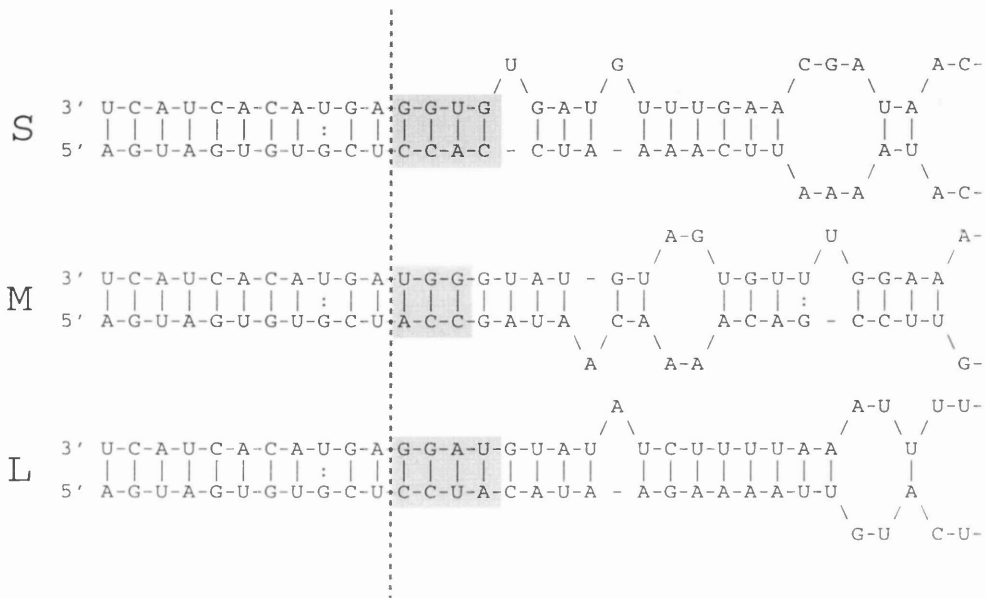 U G C-G-A A-C-
S
3' U-C-A-U-C-A-C-A-U-G-A-G-G-U-G G-A-U U-U-U-G-A-A U-A
5' A-G-U-A-G-U-G-U-G-C-U-C-C-A-C - C-U-A - A-A-A-C-U-U A-U
A-A-A A-C-
A-G U A-
M
3' U-C-A-U-C-A-C-A-U-G-A-U-G-G-G-U-A-U - G-U U-G-U-U G-G-A-A
5' A-G-U-A-G-U-G-U-G-C-U-A-C-C-G-A-U-A C-A A-C-A-G - C-C-U-U
A A-A G-
A A-U U-U-
L
3' U-C-A-U-C-A-C-A-U-G-A-G-G-A-U-G-U-A-U U-C-U-U-U-U-A-A U
5' A-G-U-A-G-U-G-U-G-C-U-C-C-U-A-C-A-U-A - A-G-A-A-A-A-U-U A
G-U C-U-